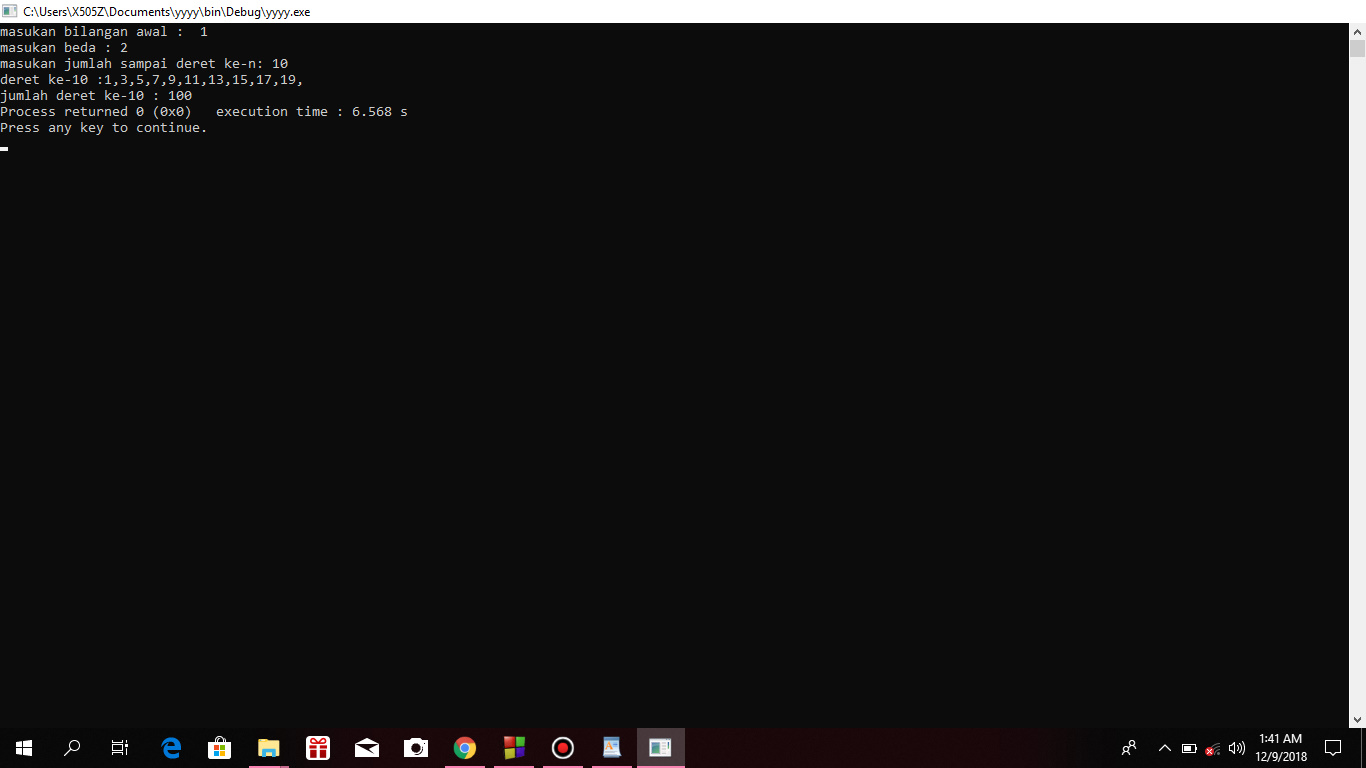 C:\Users\X505Z\Documents\yyyy\bin\Debug\yyyy.exe
masukan bilangan awal :  1
masukan beda : 2
masukan jumlah sampai deret ke-n: 10
deret ke-10 :1,3,5,7,9,11,13,15,17,19,
jumlah deret ke-10 : 100
Process returned 0 (0x0)   execution time : 6.568 s
Press any key to continue.
1:41 AM
12/9/2018